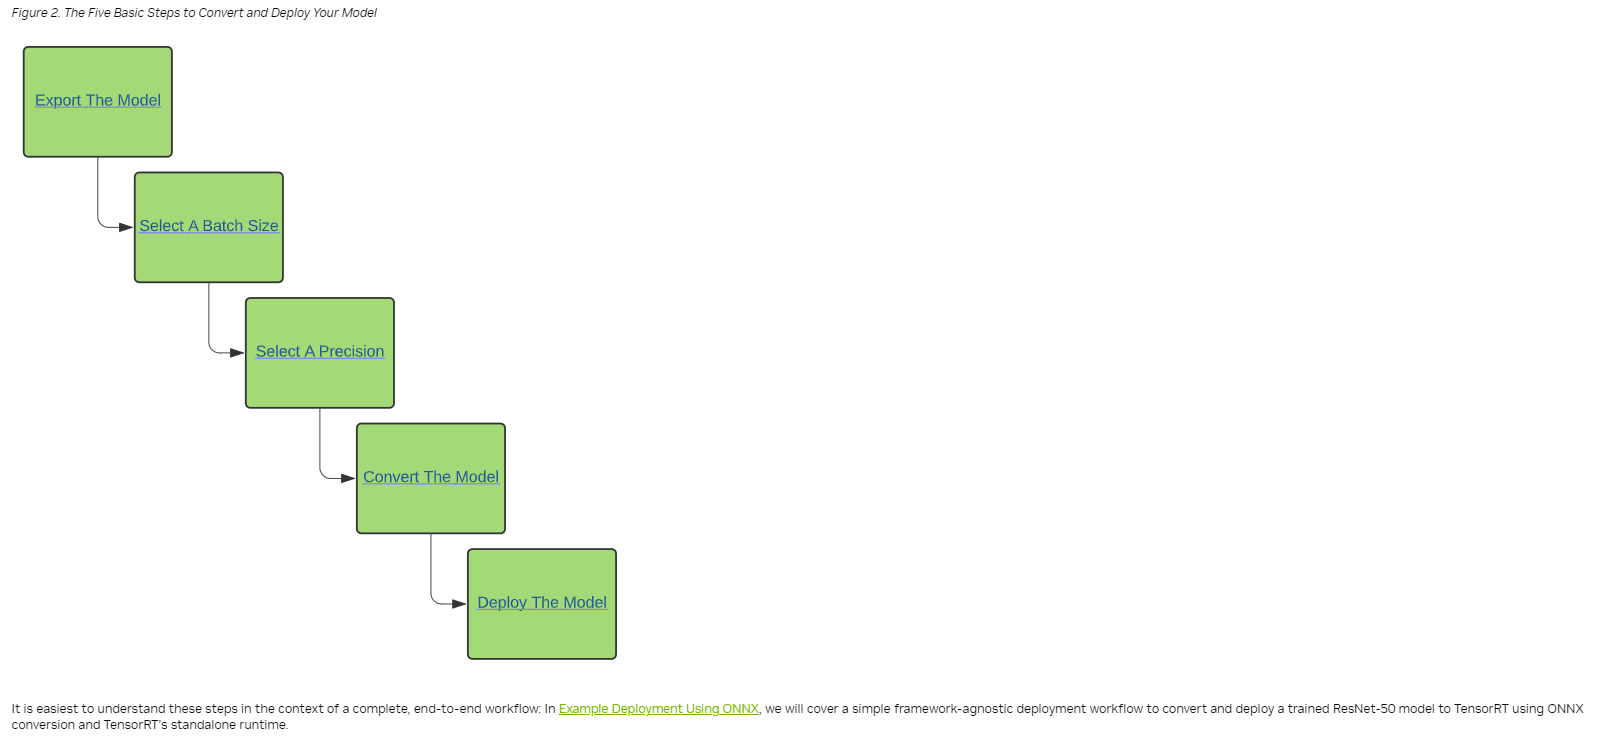 Figure 2. The Five Basic Steps to Convert and Deploy Your Model
Export The Model
Select A Batch Size
Select A Precision
Convert The Model
Deploy The Model
It is easiest to understand these steps in the context of a complete, end-to-end workflow: In Example Deployment Using ONNX, we will cover a simple framework-agnostic deployment workflow to convert and deploy a trained ResNet-50 model to TensorRT using ONNX
conversion and TensorRT's standalone runtime.